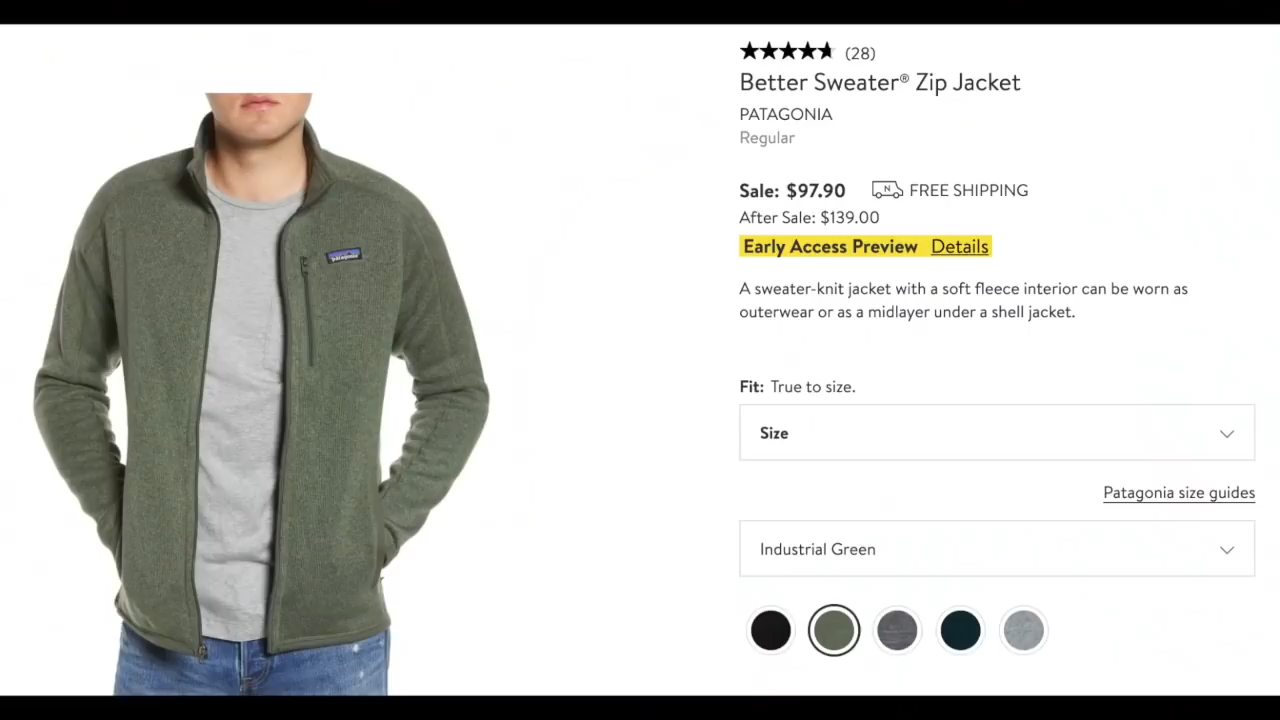 (28)
Better Sweater® Zip Jacket
PATAGONIA
Regular
Sale: $97.90 N FREE SHIPPING
After Sale: $139.00
Early Access Preview Details
patagonia
A sweater-knit jacket with a soft fleece interior can be worn as
outerwear or as a midlayer under a shell jacket.
Fit: True to size.
Size
Patagonia size guides
Industrial Green